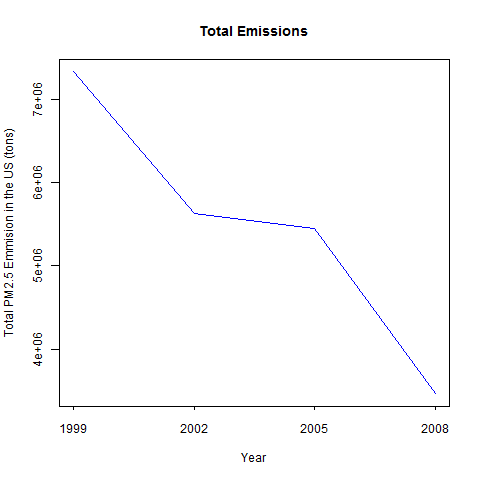 Total Emissions
Total PM2.5 Emmision in the US (tons)
7e+06
6e+06
5e+06
4e+06
1999 2002 2005 2008
Year